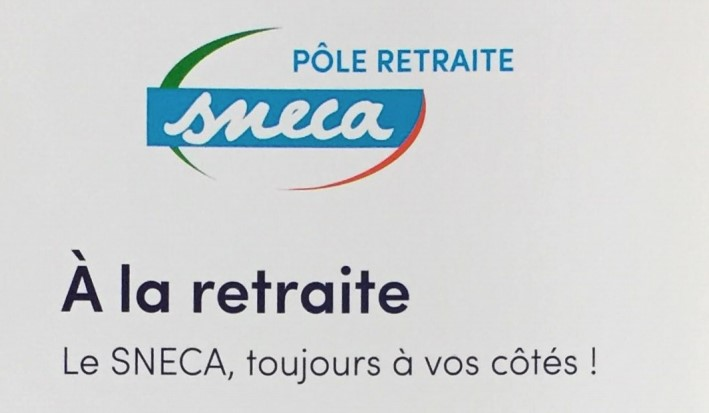 PÔLE RETRAITE
sneca
À la retraite
Le SNECA, toujours à vos côtés !